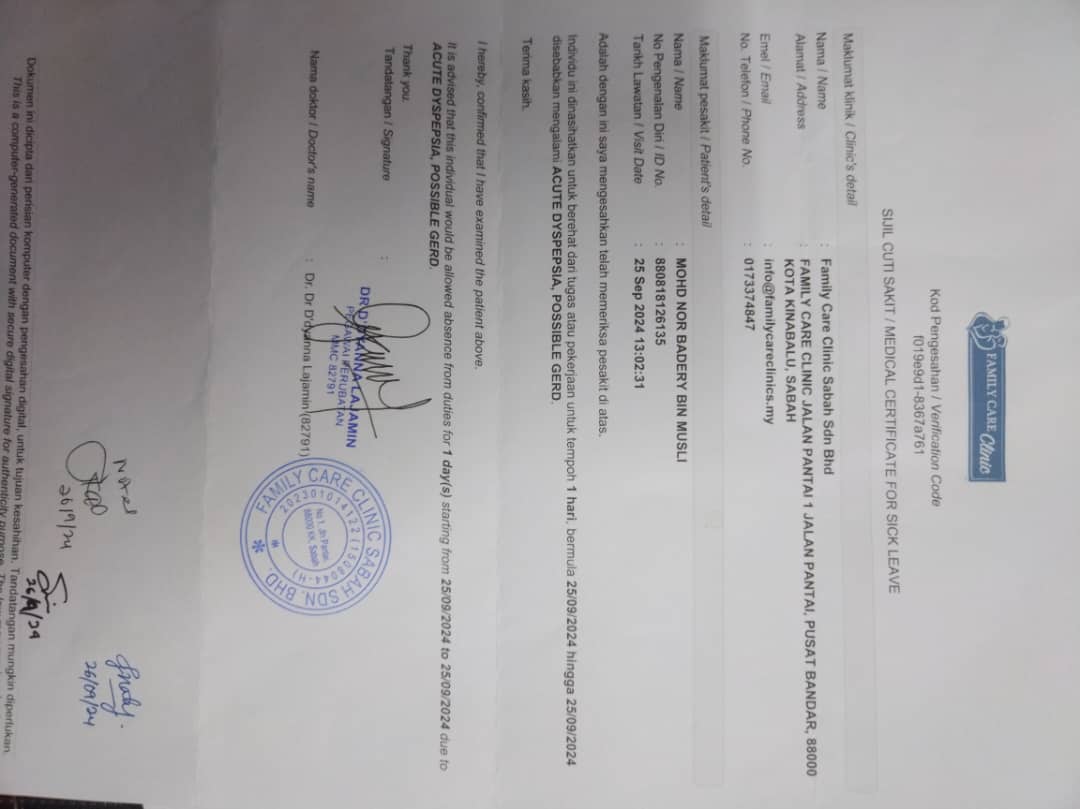 FAMILY CARE Clinic
Kod Pengesahan / Verification Code
f019e9d1-8367a761
SIJIL CUTI SAKIT / MEDICAL CERTIFICATE FOR SICK LEAVE
Maklumat klinik / Clinic's detail
Nama / Name : Family Care Clinic Sabah Sdn Bhd
Alamat / Address : FAMILY CARE CLINIC JALAN PANTAI 1 JALAN PANTAI, PUSAT BANDAR, 88000
KOTA KINABALU, SABAH
Emel / Email : info@familycareclinics.my
No. Telefon / Phone No. : 0173374847
Maklumat pesakit / Patient's detail
Nama / Name : MOHD NOR BADERY BIN MUSLI
No Pengenalan Diri / ID No. : 880818126135
Tarikh Lawatan / Visit Date : 25 Sep 2024 13:02:31
Adalah dengan ini saya mengesahkan telah memeriksa pesakit di atas.
Individu ini dinasihatkan untuk berehat dari tugas atau pekerjaan untuk tempoh 1 hari, bermula 25/09/2024 hingga 25/09/2024
disebabkan mengalami ACUTE DYSPEPSIA, POSSIBLE GERD.
Terima kasih.
I hereby, confirmed that I have examined the patient above.
It is advised that this individual would be allowed absence from duties for 1 day(s) starting from 25/09/2024 to 25/09/2024 due to
ACUTE DYSPEPSIA, POSSIBLE GERD.
Thank you.
Tandatangan / Signature :
DR D'DYANNA LAJAMIN
PEGAWAI PERUBATAN
MMC 82791
FAMILY CARE CLINIC SABAH SDN. BHD.
202301014122 (1508044-H)
No 1, Jln Pantai,
88000 KK, Sabah
Nama doktor / Doctor's name : Dr. Dr D'dyanna Lajamin (82791)
Noted
26/9/24
26/09/24
26/9/24
Dokumen ini dicipta dari perisian komputer dengan pengesahan digital, untuk tujuan kesahihan. Tandatangan mungkin diperlukan.
This is a computer-generated document with secure digital signature for authenticity purpose. The